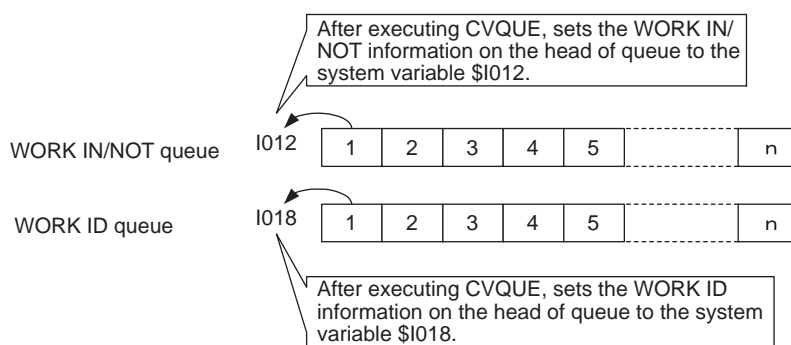 After executing CVQUE, sets the WORK IN/
NOT information on the head of queue to the
system variable $I012.
WORK IN/NOT queue I012 1 2 3 4 5 n
WORK ID queue I018 1 2 3 4 5 n
After executing CVQUE, sets the WORK ID
information on the head of queue to the system
variable $I018.